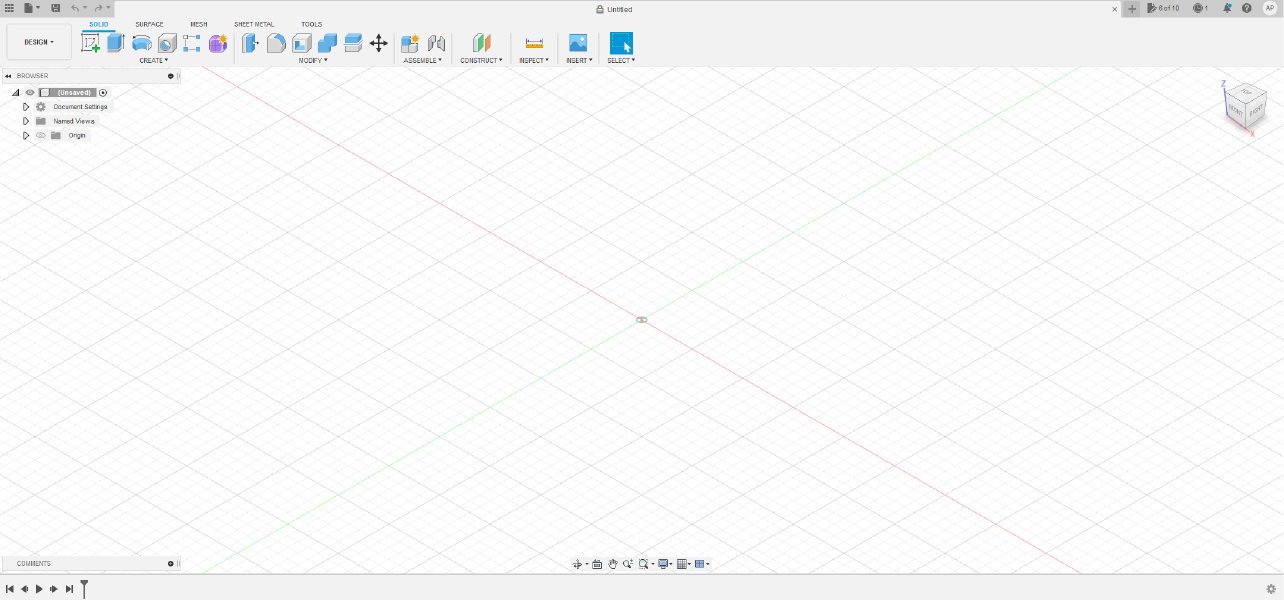 Untitled
6 of 10
1
AP
DESIGN
SOLID SURFACE MESH SHEET METAL TOOLS
CREATE MODIFY ASSEMBLE CONSTRUCT INSPECT INSERT SELECT
BROWSER
(Unsaved)
Document Settings
Named Views
Origin
Z
TOP
FRONT RIGHT
X
COMMENTS